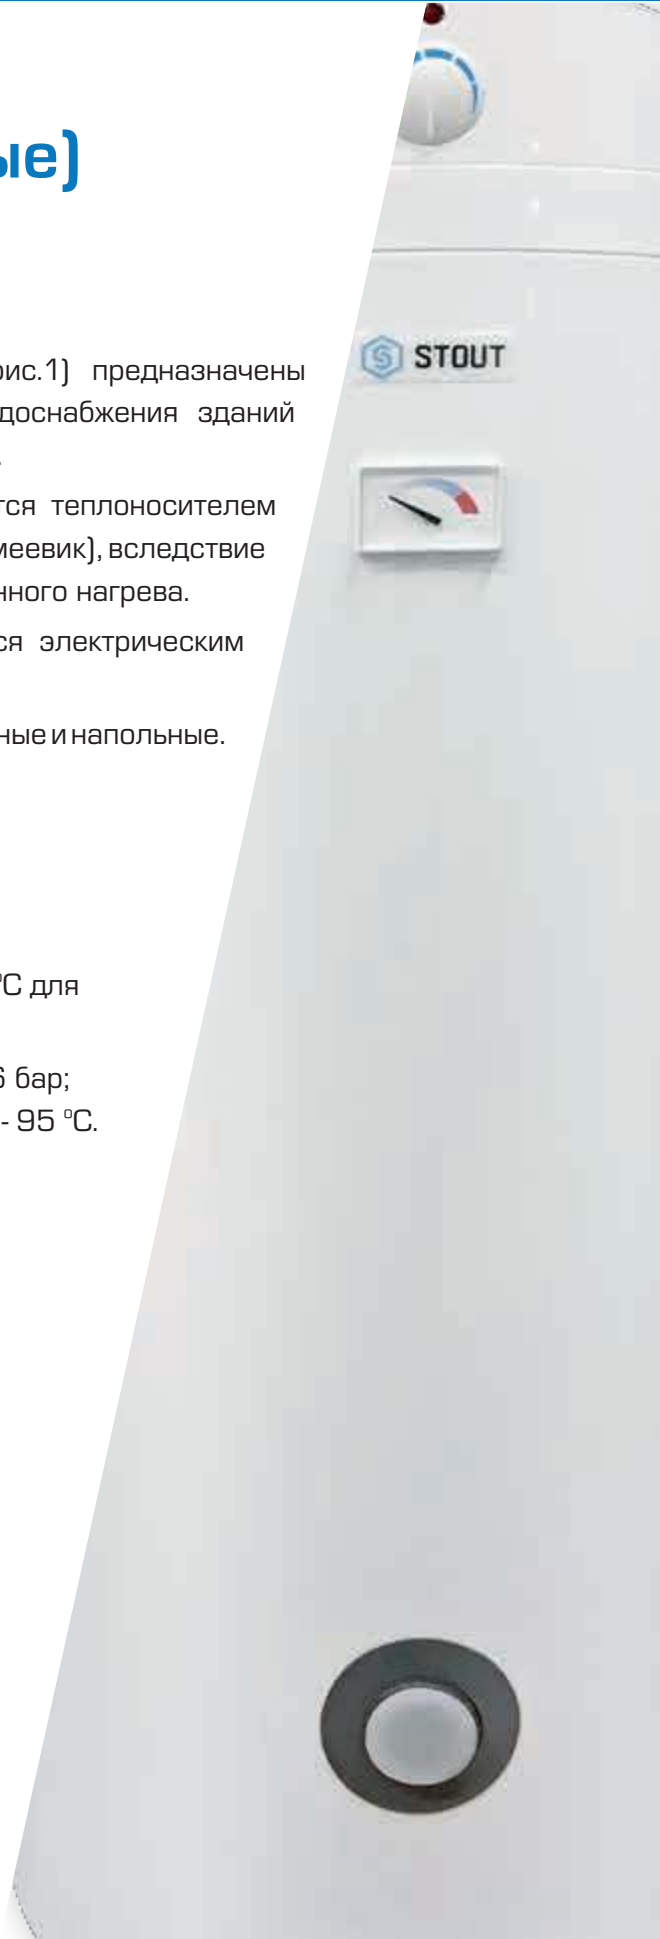 ые)
рис.1) предназначены
доснабжения зданий
.
тся теплоносителем
меевик), вследствие
нного нагрева.
ся электрическим
ные и напольные.
°С для
6 бар;
- 95 °С.
STOUT